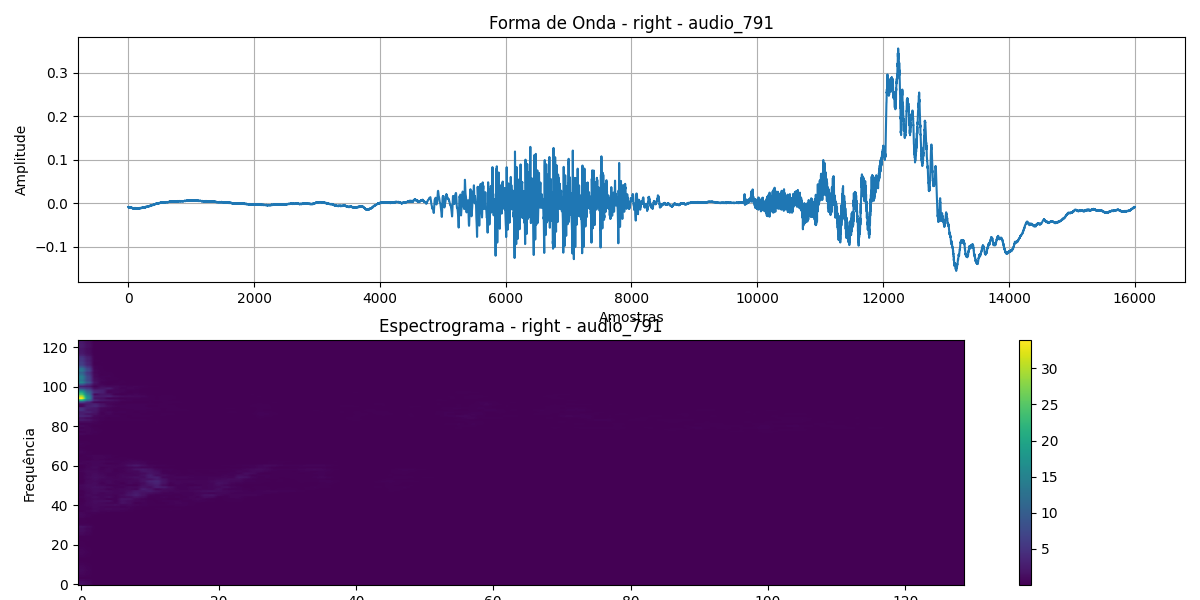 Forma de Onda - right - audio_791
Amplitude
0.3
0.2
0.1
0.0
−0.1
0 2000 4000 6000 8000 10000 12000 14000 16000
Amostras
Espectrograma - right - audio_791
Frequência
120
100
80
60
40
20
0
0 20 40 60 80 100 120
30
25
20
15
10
5